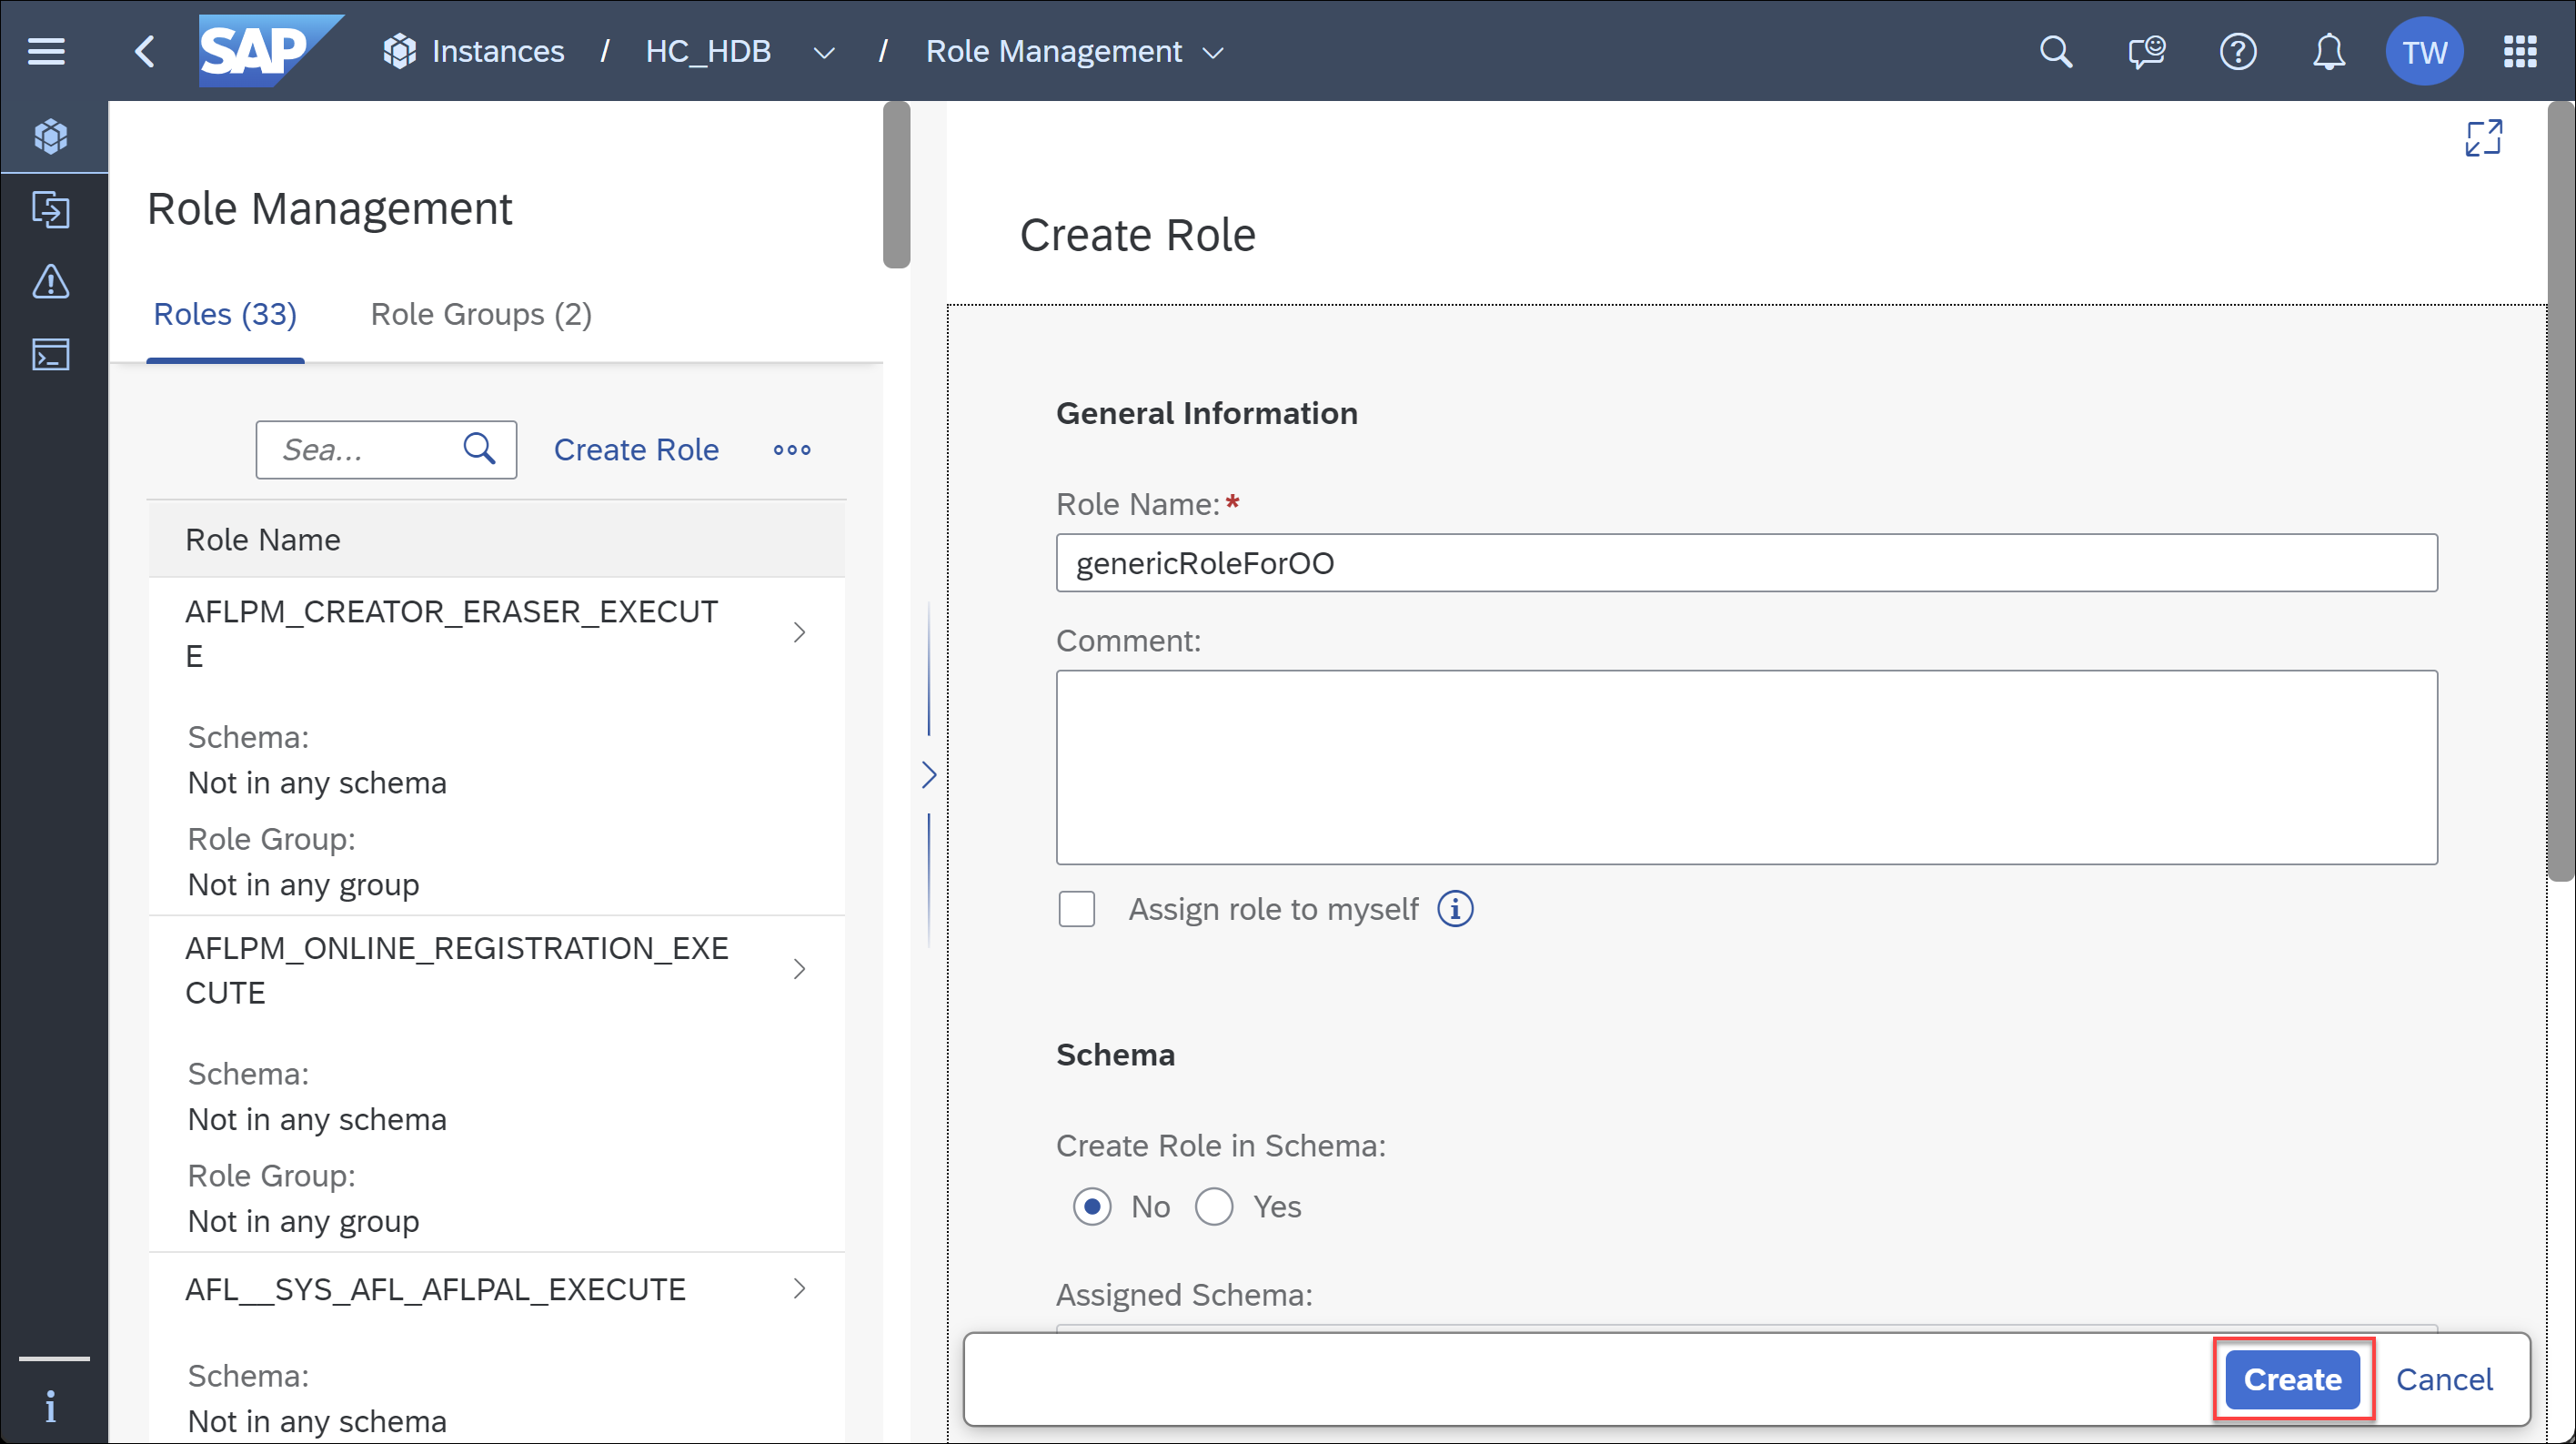 SAP
Instances / HC_HDB / Role Management
TW
Role Management
Roles (33)
Role Groups (2)
Sea...
Create Role
Role Name
AFLPM_CREATOR_ERASER_EXECUT
E
Schema:
Not in any schema
Role Group:
Not in any group
AFLPM_ONLINE_REGISTRATION_EXE
CUTE
Schema:
Not in any schema
Role Group:
Not in any group
AFL__SYS_AFL_AFLPAL_EXECUTE
Schema:
Not in any schema
Create Role
General Information
Role Name:*
genericRoleForOO
Comment:
Assign role to myself
Schema
Create Role in Schema:
No
Yes
Assigned Schema:
Create
Cancel